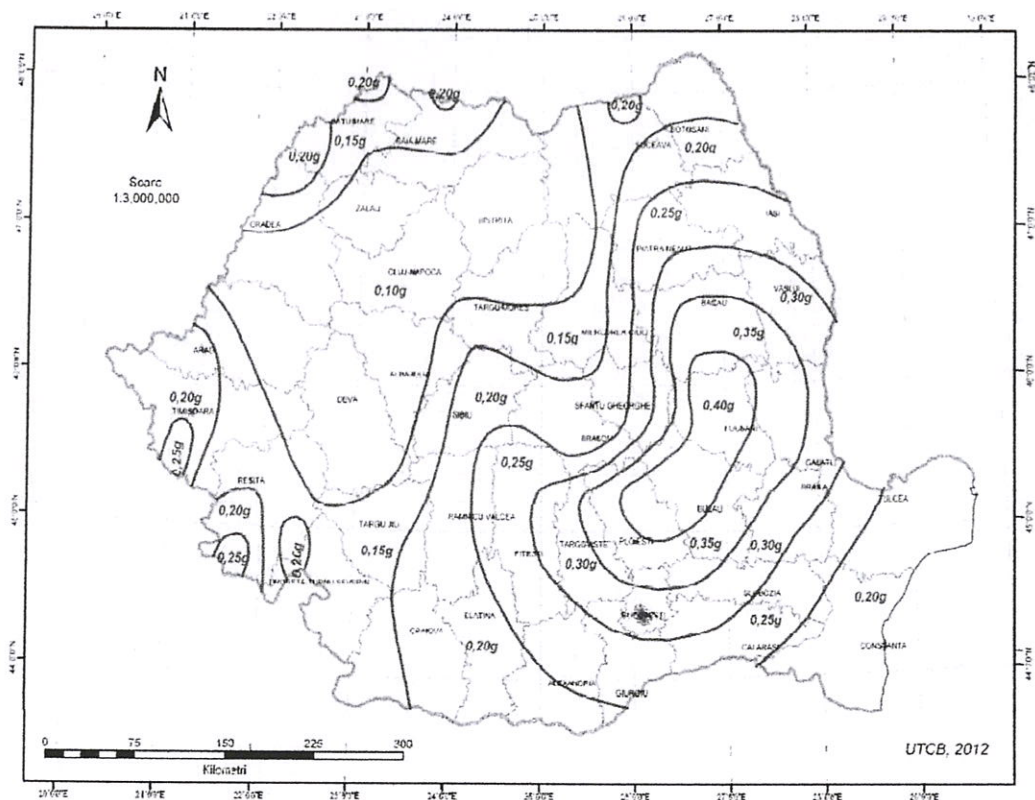 N
Scara
1:3,000,000
0,20g
0,20g
0,20g
SATU MARE
0,15g
BAIA MARE
0,20g
BOTOSANI
SUCEAVA
0,20g
ZALAU
ORADEA
BISTRITA
0,25g
IASI
PIATRA NEAMT
CLUJ-NAPOCA
0,10g
VASLUI
0,30g
TARGU-MURES
BACAU
0,15g
MIERCUREA CIUC
0,35g
ARAD
ALBA IULIA
DEVA
0,20g
0,20g
SFANTU GHEORGHE
0,40g
TIMISOARA
SIBIU
FOCSANI
BRASOV
0,25g
0,25g
GALATI
RESITA
BRAILA
TULCEA
0,20g
RAMNICU VALCEA
BUZAU
TARGU JIU
0,15g
0,20g
0,25g
PITESTI
TARGOVISTE
PLOIESTI
0,35g
0,30g
0,30g
DROBETA-TURNU SEVERIN
SLOBOZIA
0,20g
SLATINA
BUCURESTI
0,25g
CRAIOVA
0,20g
CALARASI
CONSTANTA
ALEXANDRIA
GIURGIU
0 75 150 225 300
Kilometri
UTCB, 2012